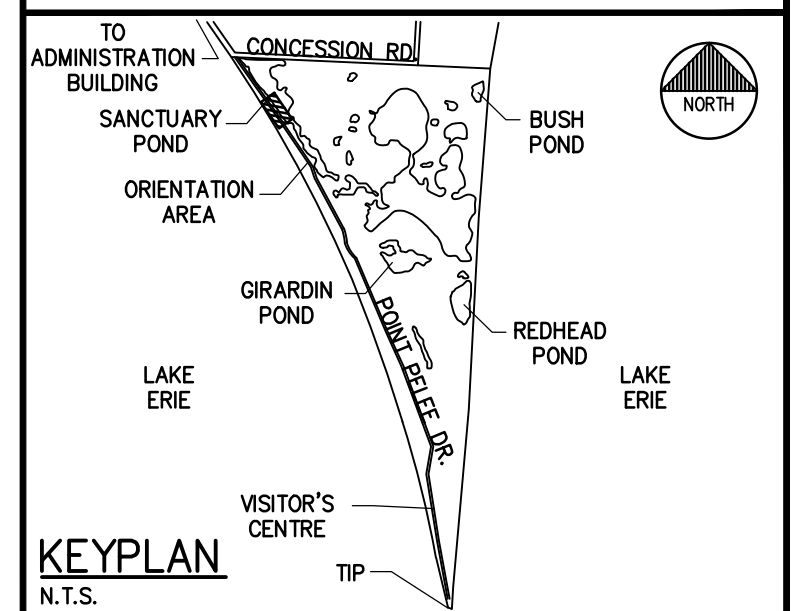 TO
ADMINISTRATION
BUILDING
CONCESSION RD.
NORTH
SANCTUARY
POND
BUSH
POND
ORIENTATION
AREA
GIRARDIN
POND
POINT PELEE DR.
REDHEAD
POND
LAKE
ERIE
LAKE
ERIE
VISITOR'S
CENTRE
KEYPLAN
TIP
N.T.S.